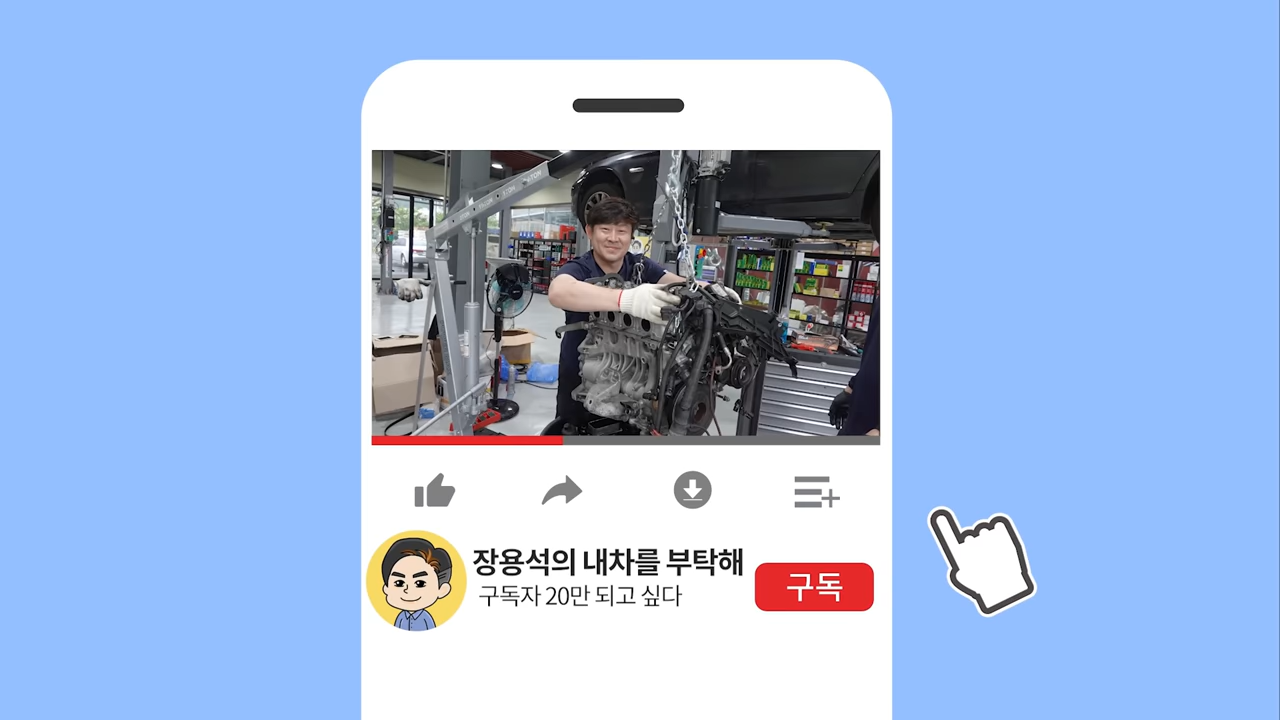 장용석의 내차를 부탁해
구독자 20만 되고 싶다
구독